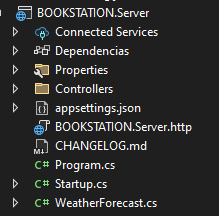 BOOKSTATION.Server
Connected Services
Dependencias
Properties
Controllers
appsettings.json
BOOKSTATION.Server.http
CHANGELOG.md
Program.cs
Startup.cs
WeatherForecast.cs